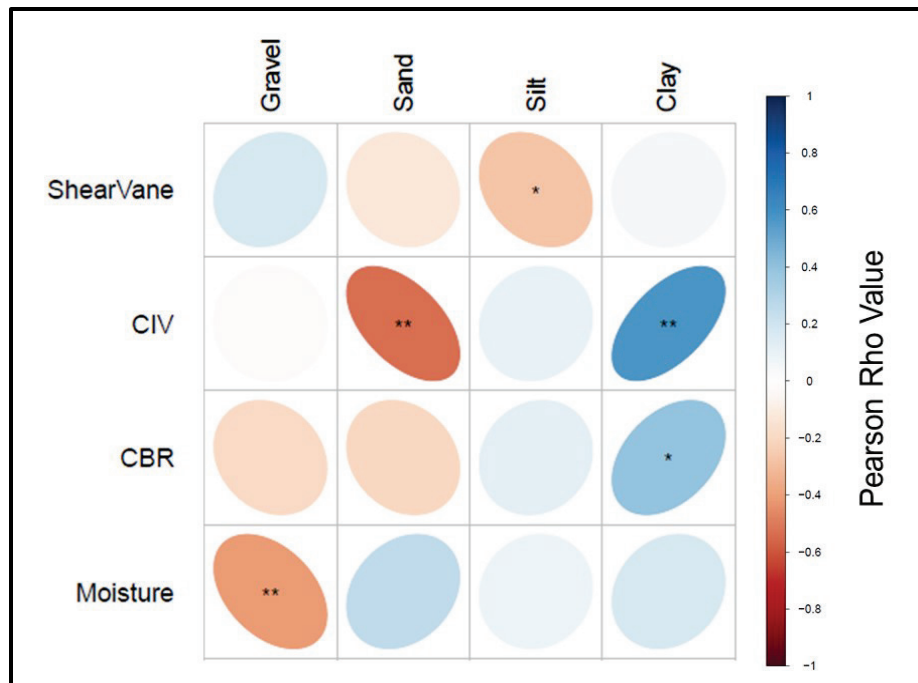 Gravel
Sand
Silt
Clay
ShearVane
*
CIV
**
**
CBR
*
Moisture
**
1
0.8
0.6
0.4
0.2
0
−0.2
−0.4
−0.6
−0.8
−1
Pearson Rho Value